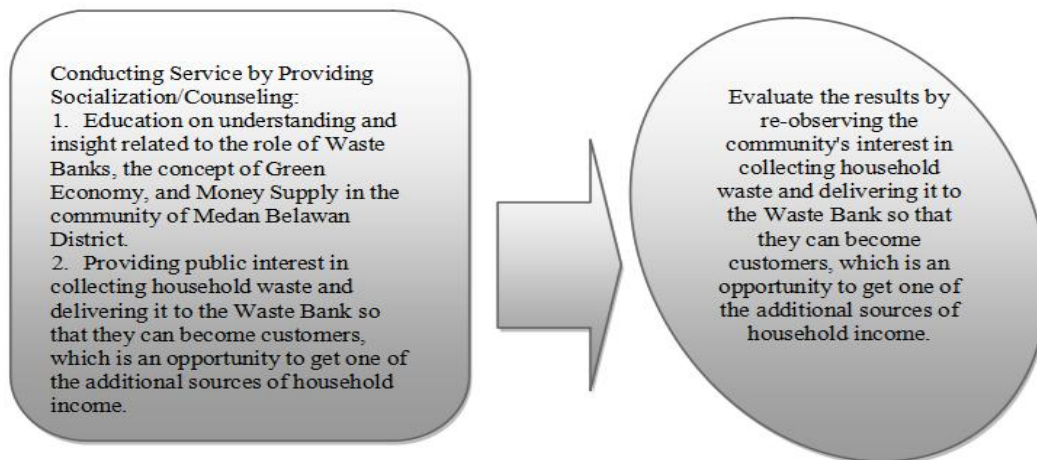 Conducting Service by Providing
Socialization/Counseling:
1. Education on understanding and
insight related to the role of Waste
Banks, the concept of Green
Economy, and Money Supply in the
community of Medan Belawan
District.
2. Providing public interest in
collecting household waste and
delivering it to the Waste Bank so
that they can become customers,
which is an opportunity to get one of
the additional sources of household
income.
Evaluate the results by
re-observing the
community's interest in
collecting household
waste and delivering it to
the Waste Bank so that
they can become
customers, which is an
opportunity to get one of
the additional sources of
household income.